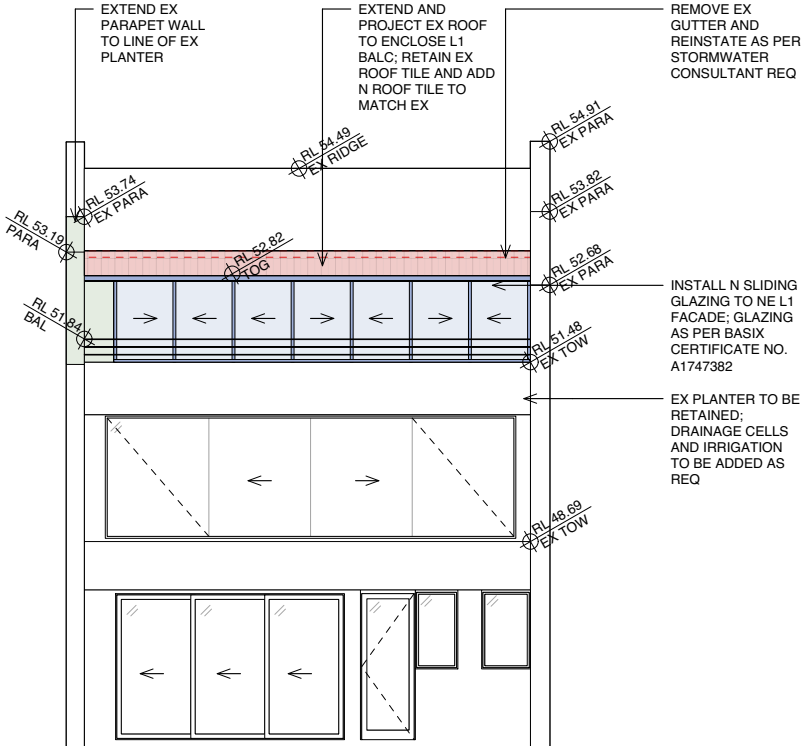 EXTEND EX
PARAPET WALL
TO LINE OF EX
PLANTER
EXTEND AND
PROJECT EX ROOF
TO ENCLOSE L1
BALC; RETAIN EX
ROOF TILE AND ADD
N ROOF TILE TO
MATCH EX
REMOVE EX
GUTTER AND
REINSTATE AS PER
STORMWATER
CONSULTANT REQ
RL 54.91
EX PARA
RL 54.49
EX RIDGE
RL 53.74
EX PARA
RL 53.82
EX PARA
RL 53.19
PARA
RL 52.82
TOG
RL 52.68
EX PARA
INSTALL N SLIDING
GLAZING TO NE L1
FACADE; GLAZING
AS PER BASIX
CERTIFICATE NO.
A1747382
RL 51.84
BAL
RL 51.48
EX TOW
EX PLANTER TO BE
RETAINED;
DRAINAGE CELLS
AND IRRIGATION
TO BE ADDED AS
REQ
RL 48.69
EX TOW